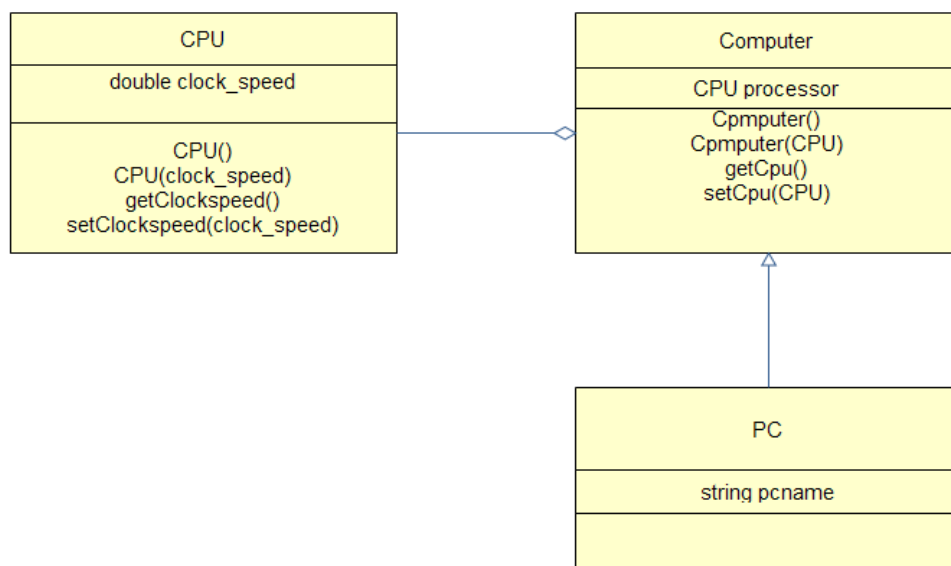 CPU
double clock_speed
CPU()
CPU(clock_speed)
getClockspeed()
setClockspeed(clock_speed)
Computer
CPU processor
Cpmputer()
Cpmputer(CPU)
getCpu()
setCpu(CPU)
PC
string pcname